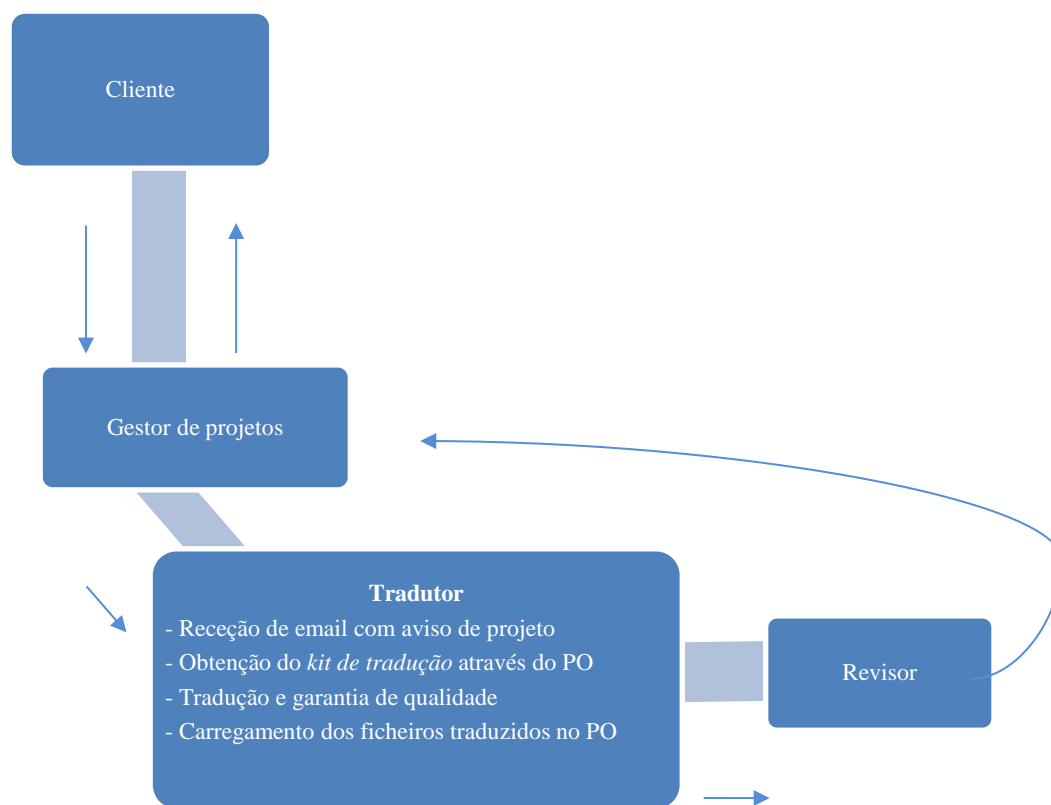 Cliente
Gestor de projetos
Tradutor
- Receção de email com aviso de projeto
- Obtenção do kit de tradução através do PO
- Tradução e garantia de qualidade
- Carregamento dos ficheiros traduzidos no PO
Revisor